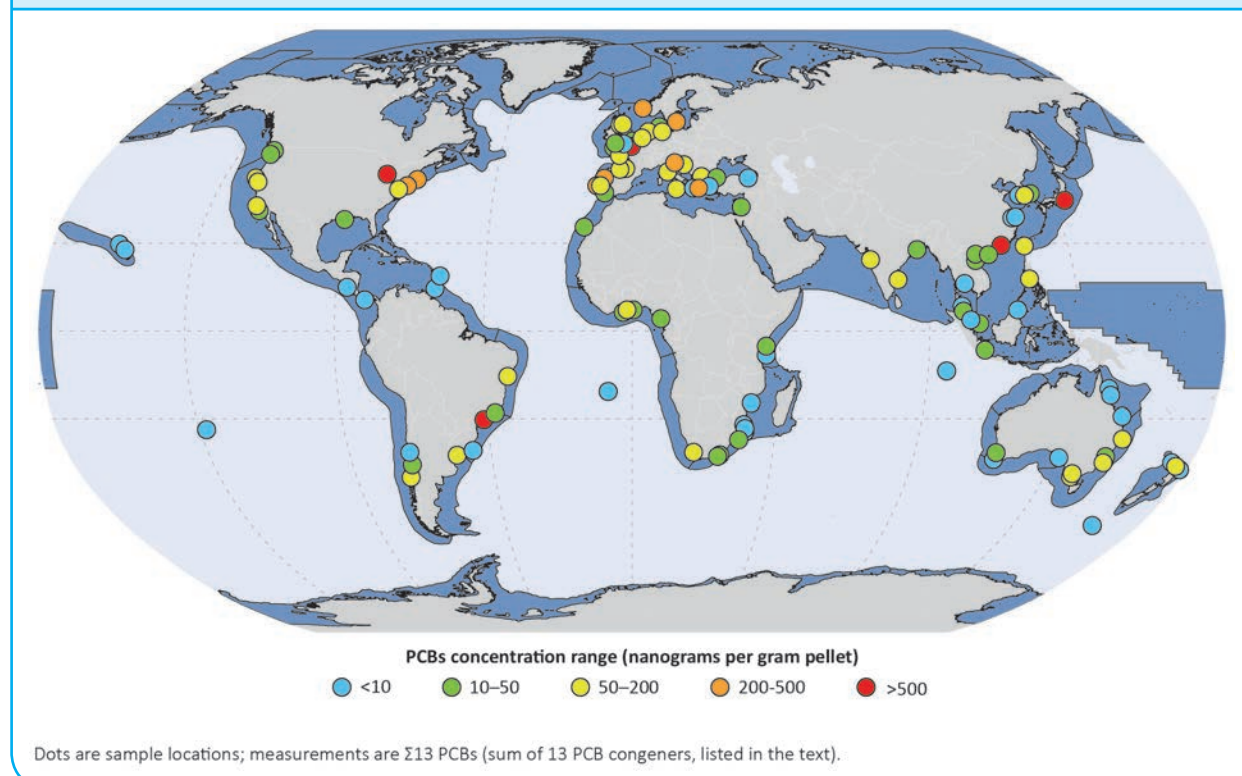 PCBs concentration range (nanograms per gram pellet)
<10 10–50 50–200 200-500 >500
Dots are sample locations; measurements are Σ13 PCBs (sum of 13 PCB congeners, listed in the text).